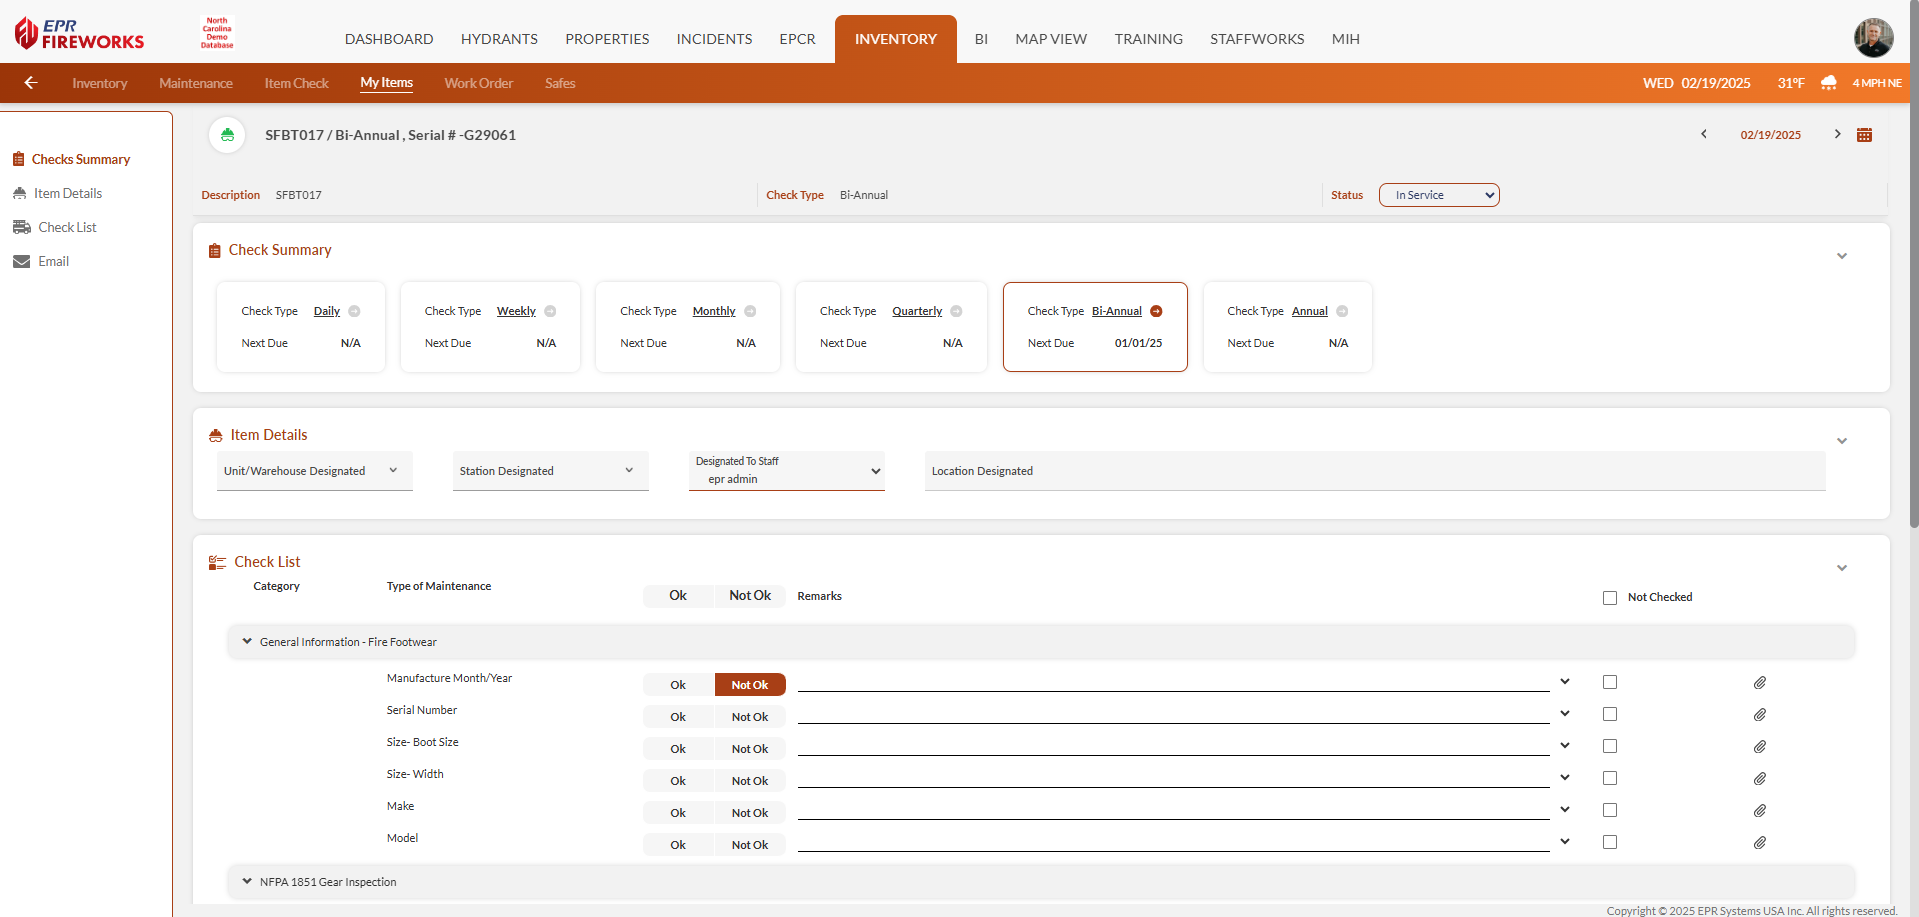 EPR
FIREWORKS
North
Carolina
Demo
Database
DASHBOARD HYDRANTS PROPERTIES INCIDENTS EPCR INVENTORY BI MAP VIEW TRAINING STAFFWORKS MIH
Inventory Maintenance Item Check My Items Work Order Safes WED 02/19/2025 31°F 4 MPH NE
Checks Summary
Item Details
Check List
Email
SFBT017 / Bi-Annual , Serial # -G29061 02/19/2025
Description SFBT017 Check Type Bi-Annual Status In Service
Check Summary
Check Type Daily Check Type Weekly Check Type Monthly Check Type Quarterly Check Type Bi-Annual Check Type Annual
Next Due N/A Next Due N/A Next Due N/A Next Due N/A Next Due 01/01/25 Next Due N/A
Item Details
Unit/Warehouse Designated Station Designated Designated To Staff Location Designated
epr admin
Check List
Category Type of Maintenance Ok Not Ok Remarks Not Checked
General Information - Fire Footwear
Manufacture Month/Year Ok Not Ok
Serial Number Ok Not Ok
Size- Boot Size Ok Not Ok
Size- Width Ok Not Ok
Make Ok Not Ok
Model Ok Not Ok
NFPA 1851 Gear Inspection
Copyright © 2025 EPR Systems USA Inc. All rights reserved.